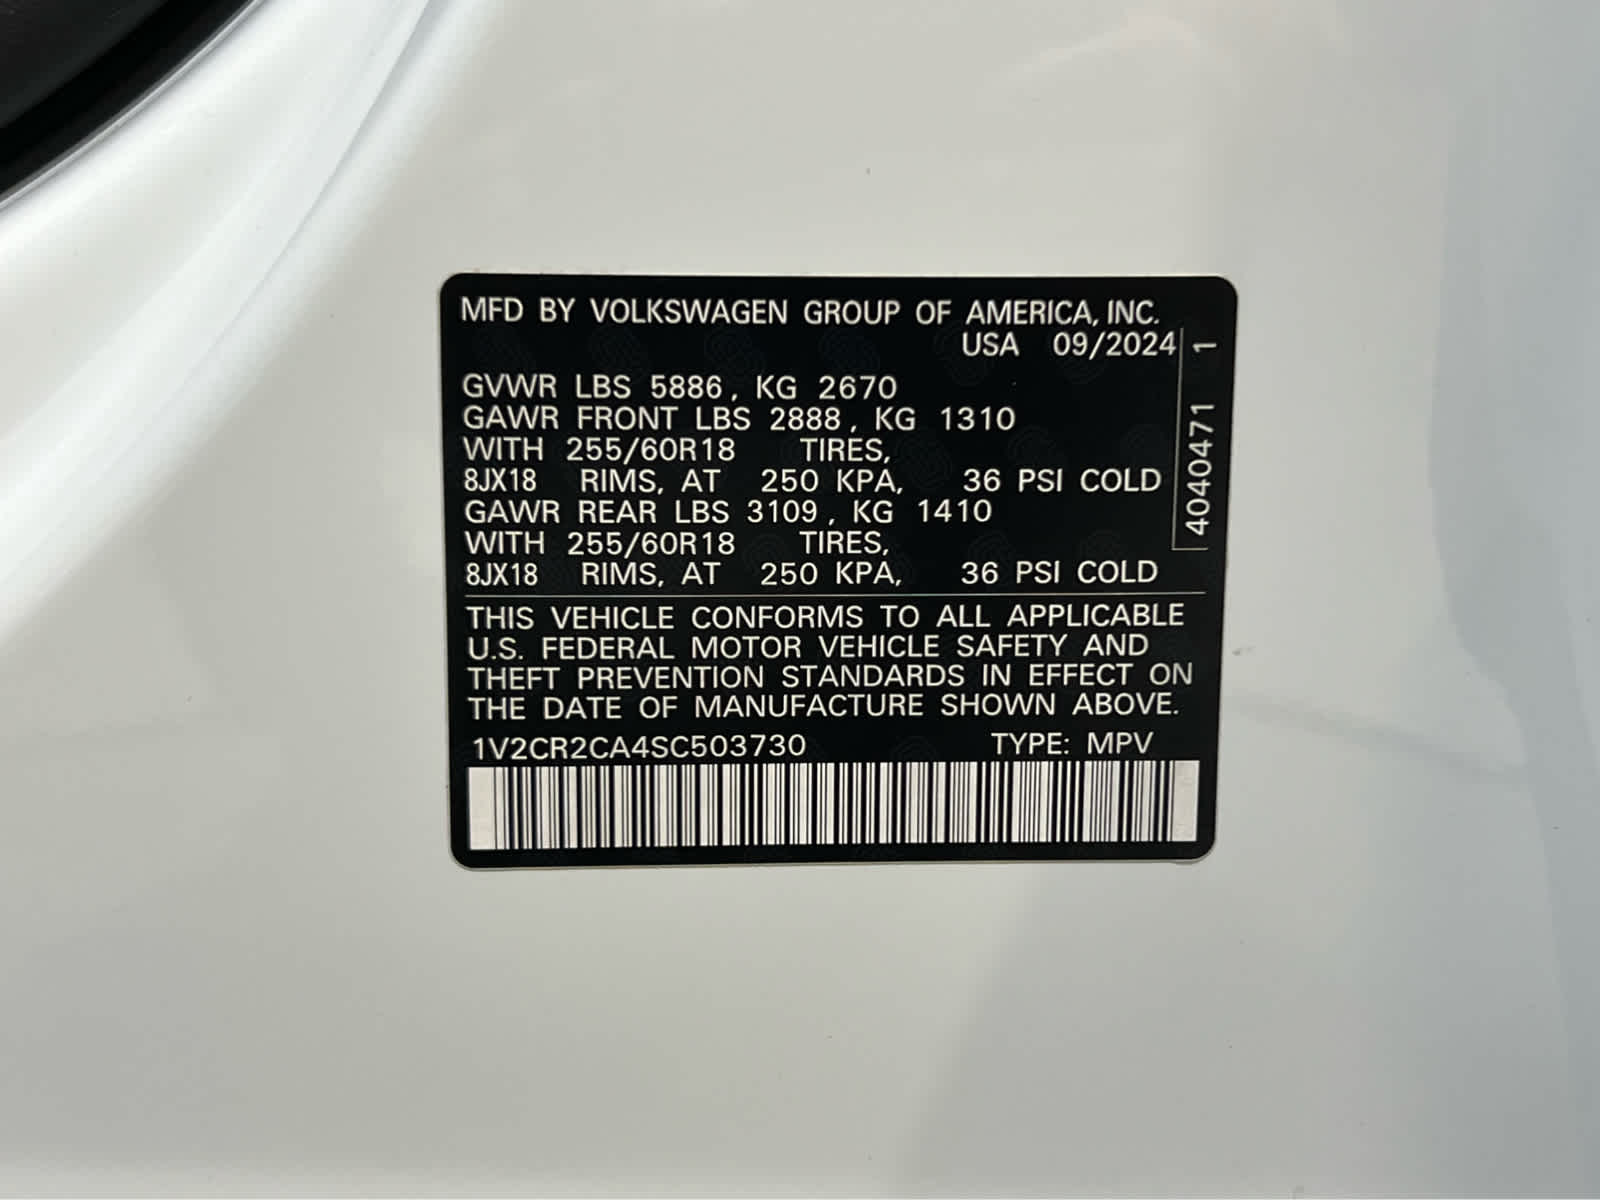 MFD BY VOLKSWAGEN GROUP OF AMERICA, INC.
USA 09/2024
GVWR LBS 5886, KG 2670
GAWR FRONT LBS 2888, KG 1310
WITH 255/60R18 TIRES,
8JX18 RIMS, AT 250 KPA, 36 PSI COLD
GAWR REAR LBS 3109, KG 1410
WITH 255/60R18 TIRES,
8JX18 RIMS, AT 250 KPA, 36 PSI COLD
4040471 1
THIS VEHICLE CONFORMS TO ALL APPLICABLE
U.S. FEDERAL MOTOR VEHICLE SAFETY AND
THEFT PREVENTION STANDARDS IN EFFECT ON
THE DATE OF MANUFACTURE SHOWN ABOVE.
1V2CR2CA4SC503730 TYPE: MPV